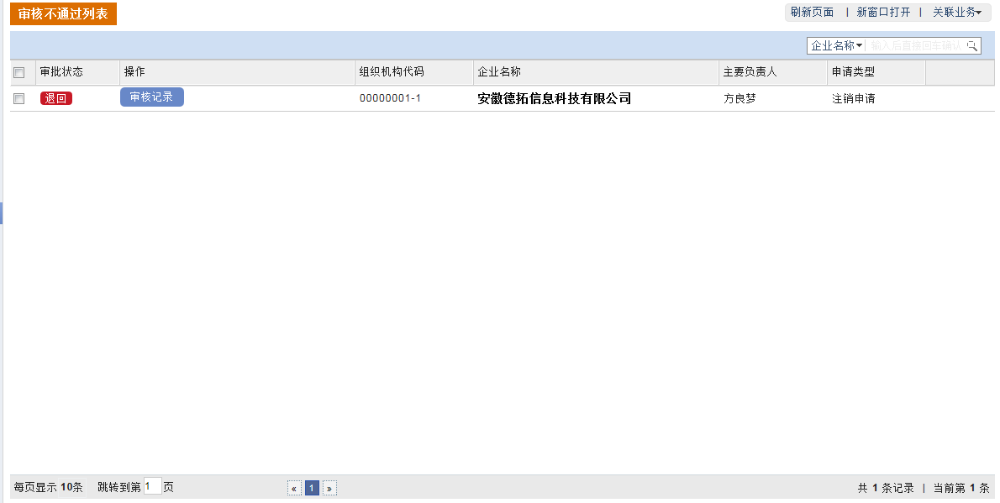 审核不通过列表
刷新页面 | 新窗口打开 | 关联业务
企业名称 输入后直接回车确认
审批状态 操作 组织机构代码 企业名称 主要负责人 申请类型
退回 审核记录 00000001-1 安徽德拓信息科技有限公司 方良梦 注销申请
每页显示 10条 跳转到第 1 页 « 1 » 共 1 条记录 | 当前第 1 条